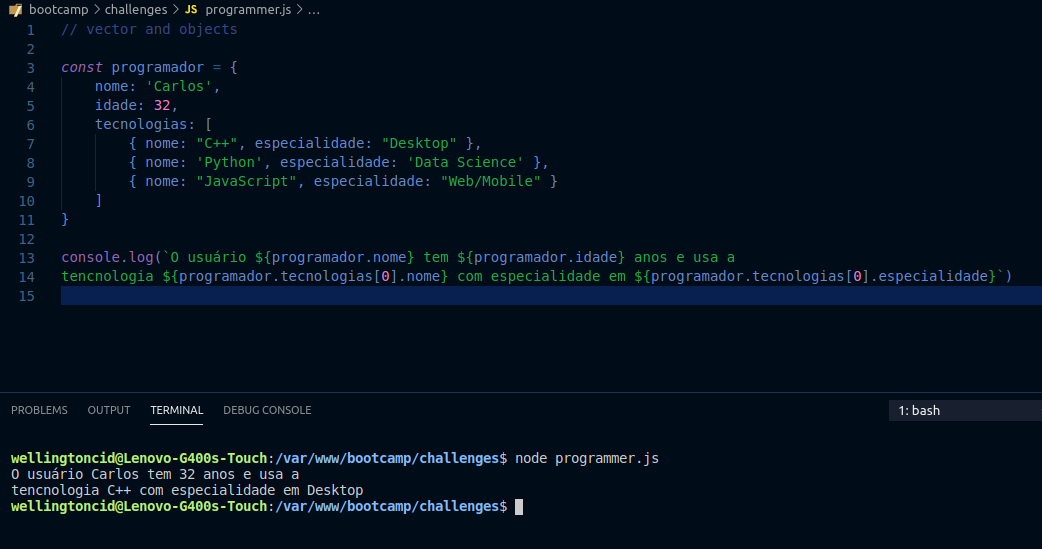 bootcamp > challenges > JS programmer.js > ...
1 // vector and objects
2
3 const programador = {
4     nome: 'Carlos',
5     idade: 32,
6     tecnologias: [
7         { nome: "C++", especialidade: "Desktop" },
8         { nome: 'Python', especialidade: 'Data Science' },
9         { nome: "JavaScript", especialidade: "Web/Mobile" }
10     ]
11 }
12
13 console.log(`O usuário ${programador.nome} tem ${programador.idade} anos e usa a
14 tencnologia ${programador.tecnologias[0].nome} com especialidade em ${programador.tecnologias[0].especialidade}`)
15
PROBLEMS OUTPUT TERMINAL DEBUG CONSOLE 1: bash
wellingtoncid@Lenovo-G400s-Touch:/var/www/bootcamp/challenges$ node programmer.js
O usuário Carlos tem 32 anos e usa a
tencnologia C++ com especialidade em Desktop
wellingtoncid@Lenovo-G400s-Touch:/var/www/bootcamp/challenges$